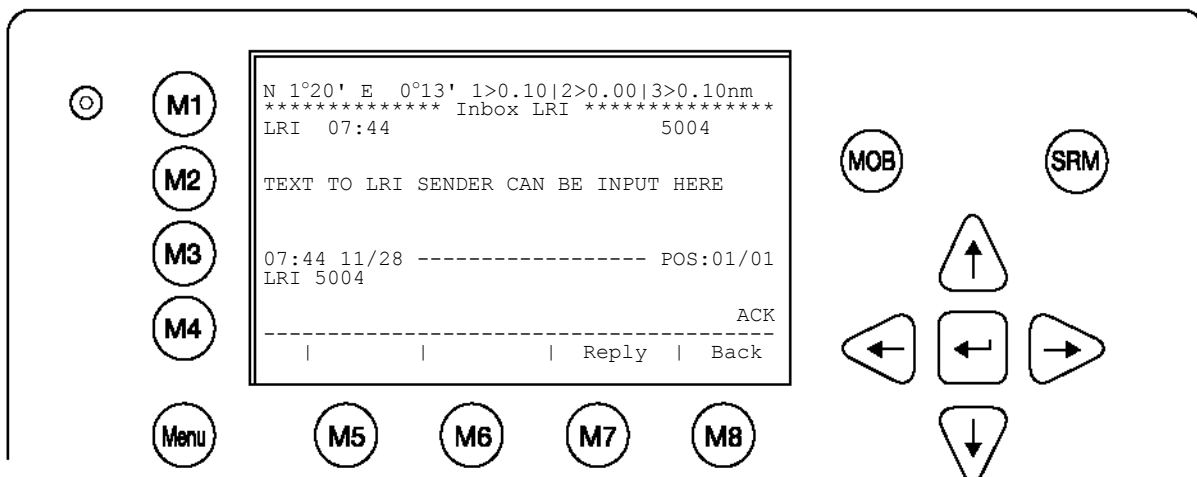 N 1°20' E 0°13' 1>0.10|2>0.00|3>0.10nm
************** Inbox LRI ***************
LRI 07:44 5004
TEXT TO LRI SENDER CAN BE INPUT HERE
07:44 11/28 ------------------ POS:01/01
LRI 5004
ACK
----------------------------------------
| | | Reply | Back
M1
M2
M3
M4
MOB
SRM
Menu
M5
M6
M7
M8